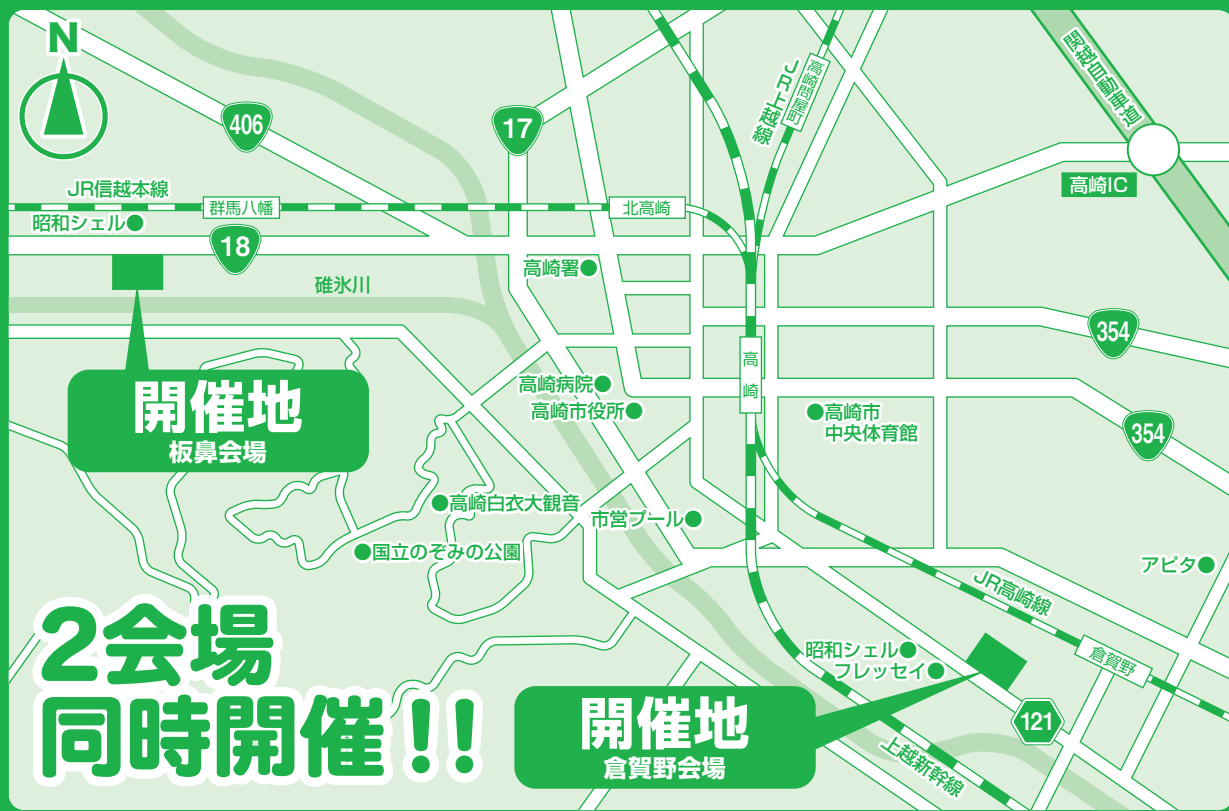 N
406
17
JR上越線
高崎問屋町
関越自動車道
高崎IC
JR信越本線
群馬八幡
北高崎
昭和シェル
18
高崎署
碓氷川
354
高崎
開催地
板鼻会場
高崎病院
高崎市役所
高崎市
中央体育館
354
高崎白衣大観音
市営プール
国立のぞみの公園
アピタ
JR高崎線
2会場
同時開催!!
昭和シェル
フレッセイ
倉賀野
開催地
倉賀野会場
121
上越新幹線